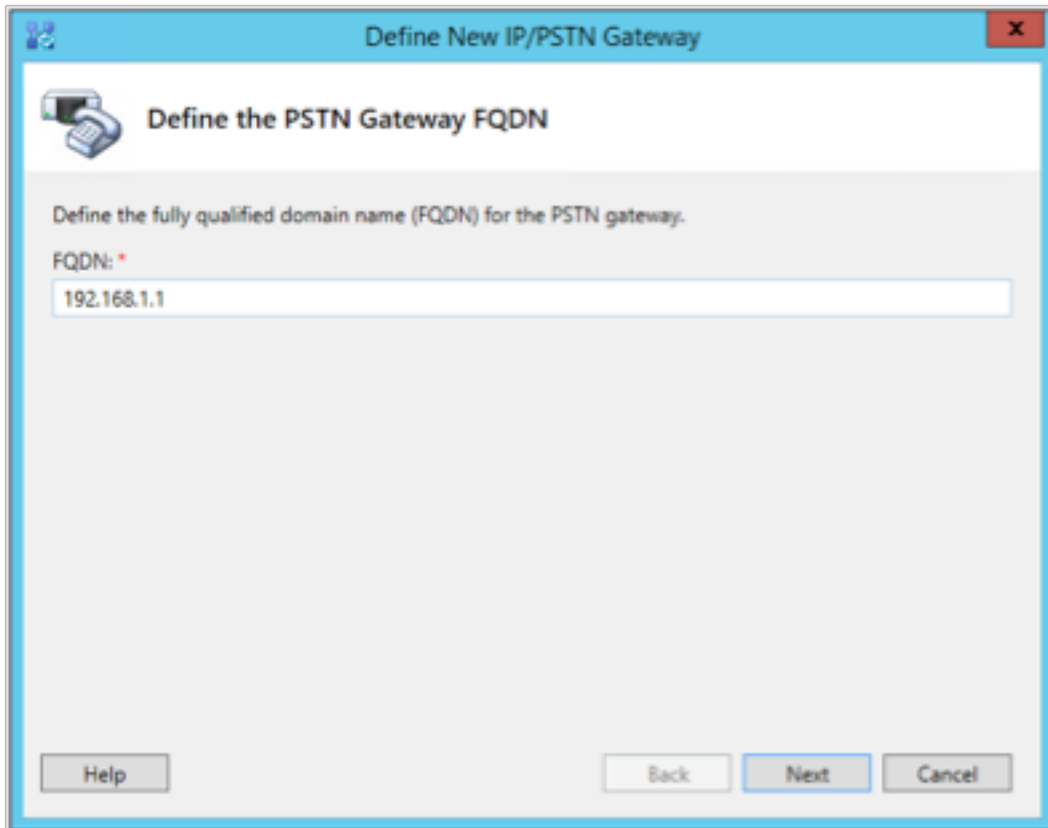 Define New IP/PSTN Gateway
x
Define the PSTN Gateway FQDN
Define the fully qualified domain name (FQDN) for the PSTN gateway.
FQDN: *
192.168.1.1
Help Back Next Cancel